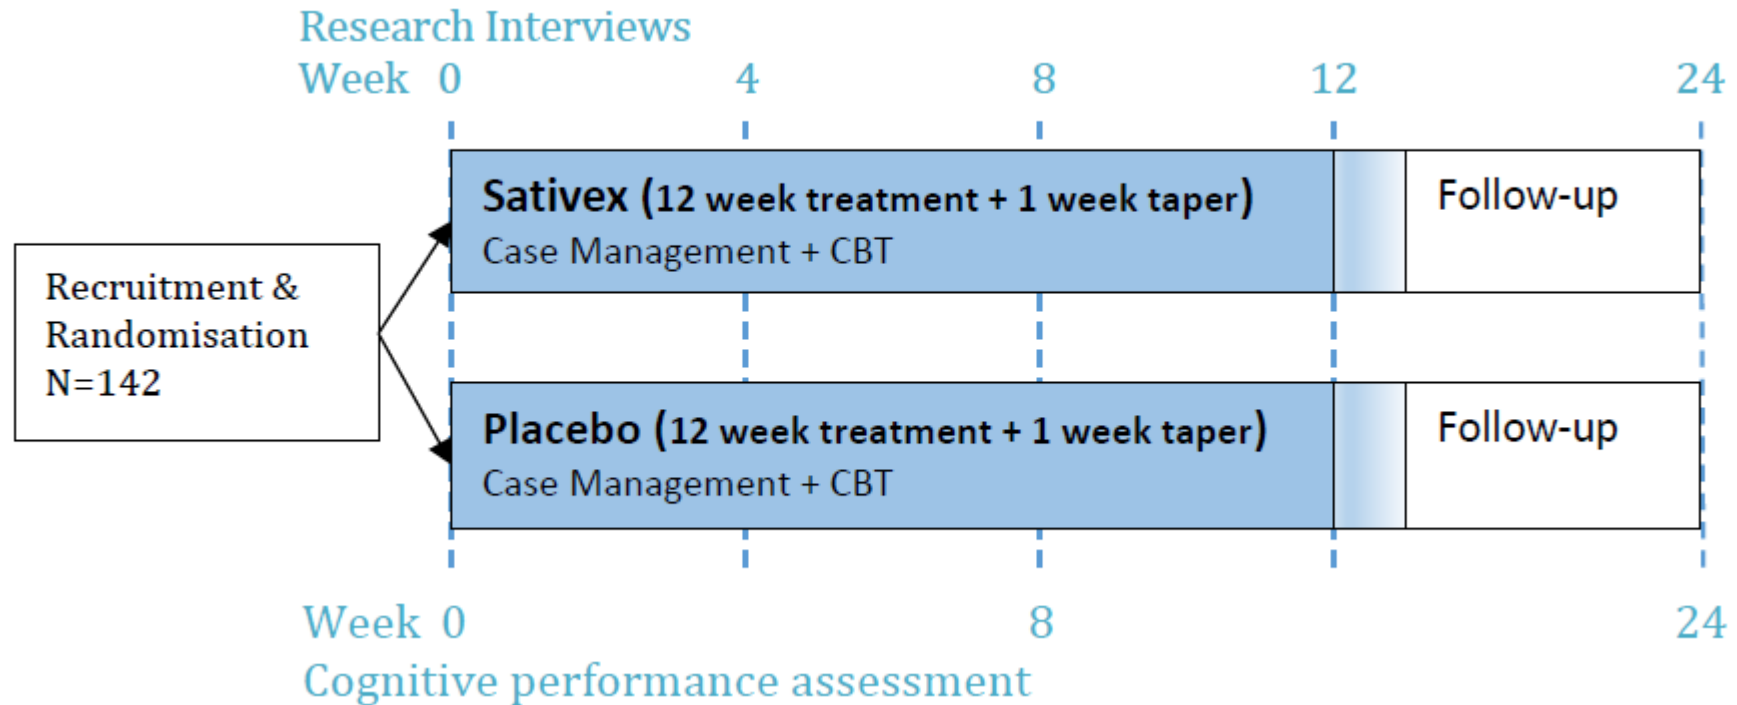 Research Interviews
Week 0 4 8 12 24
Sativex (12 week treatment + 1 week taper)
Case Management + CBT
Follow-up
Recruitment &
Randomisation
N=142
Placebo (12 week treatment + 1 week taper)
Case Management + CBT
Follow-up
Week 0 8 24
Cognitive performance assessment